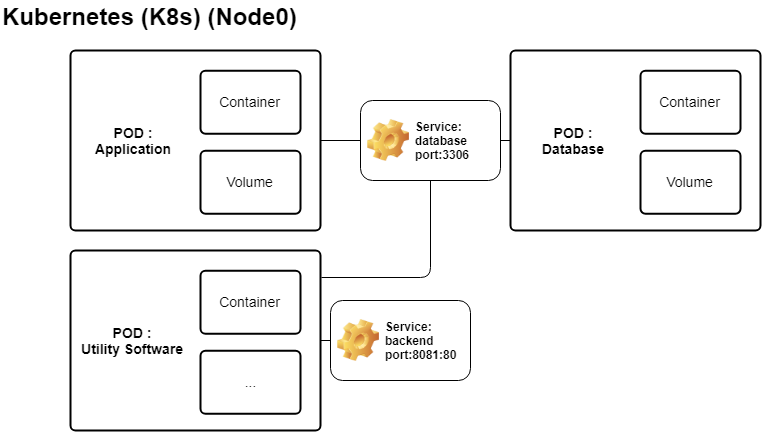 Kubernetes (K8s) (Node0)
POD :
Application
Container
Volume
Service:
database
port:3306
POD :
Database
Container
Volume
POD :
Utility Software
Container
...
Service:
backend
port:8081:80